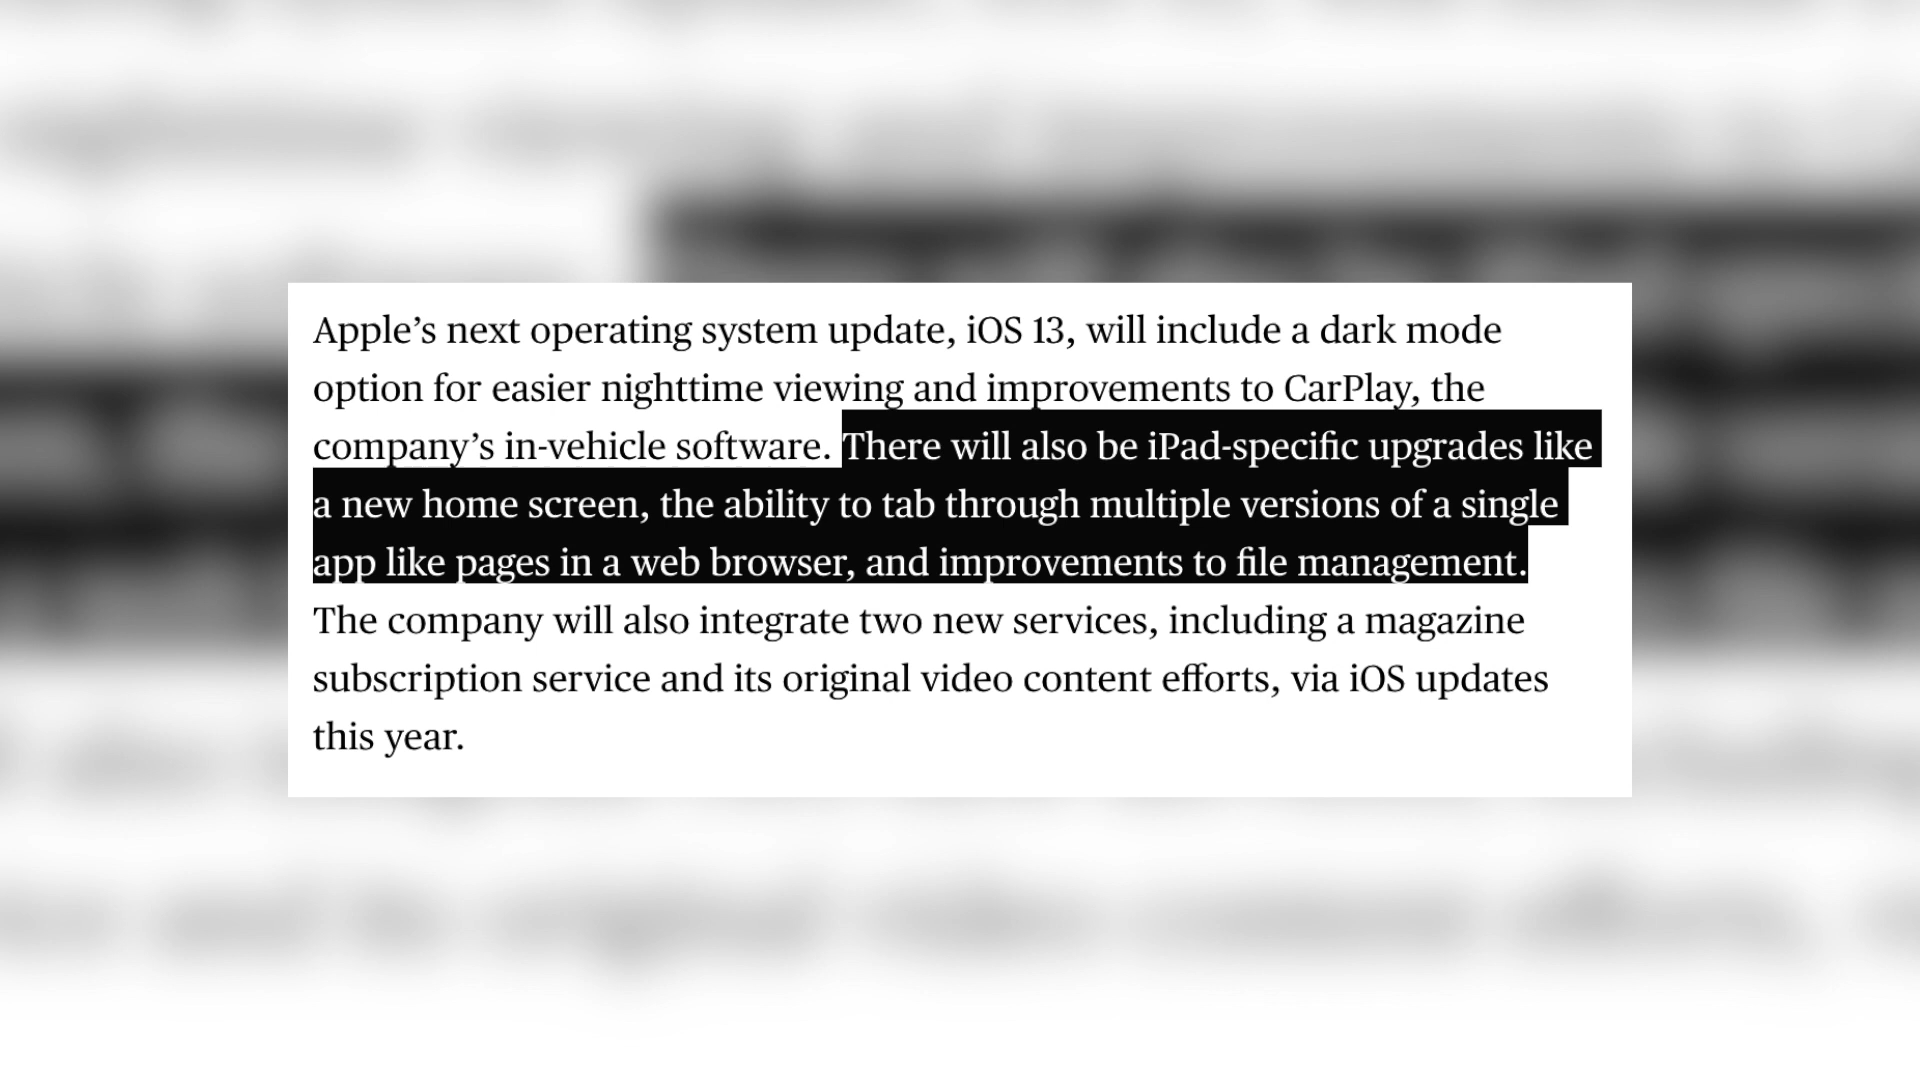 Apple’s next operating system update, iOS 13, will include a dark mode
option for easier nighttime viewing and improvements to CarPlay, the
company’s in-vehicle software. There will also be iPad-specific upgrades like
a new home screen, the ability to tab through multiple versions of a single
app like pages in a web browser, and improvements to file management.
The company will also integrate two new services, including a magazine
subscription service and its original video content efforts, via iOS updates
this year.